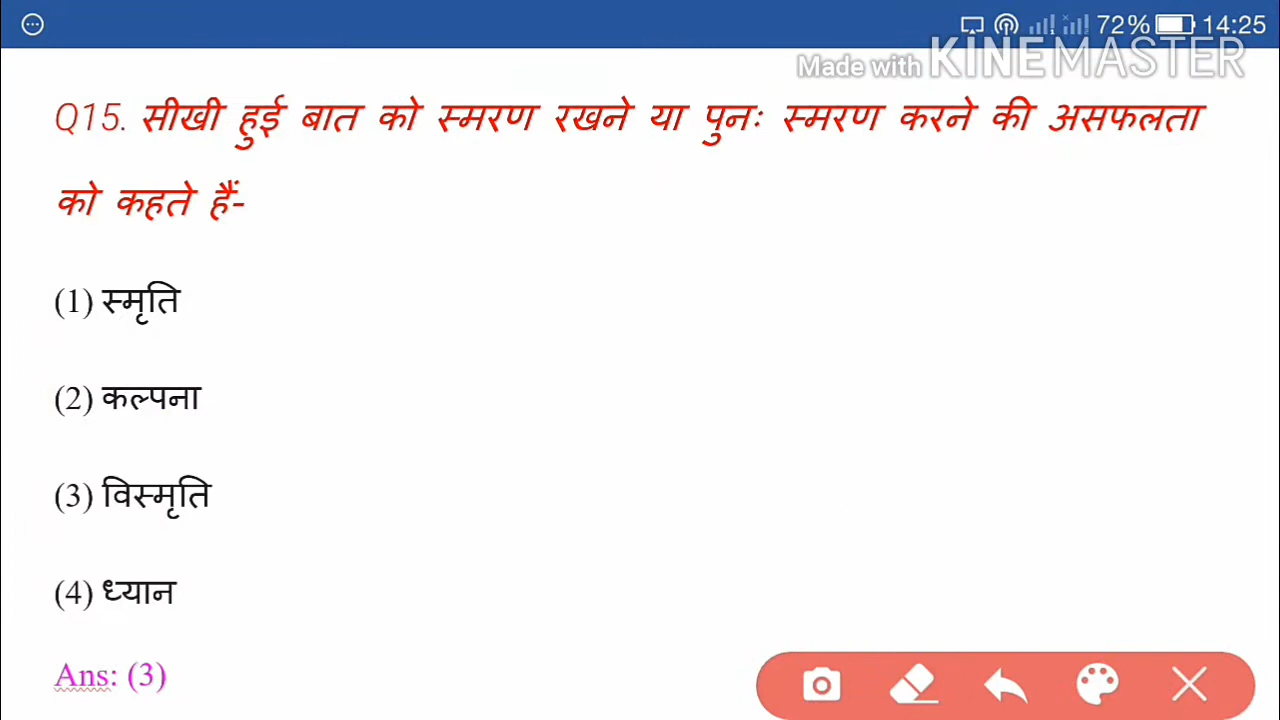 72% 14:25
Made with KINEMASTER
Q15. सीखी हुई बात को स्मरण रखने या पुनः स्मरण करने की असफलता
को कहते हैं-
(1) स्मृति
(2) कल्पना
(3) विस्मृति
(4) ध्यान
Ans: (3)